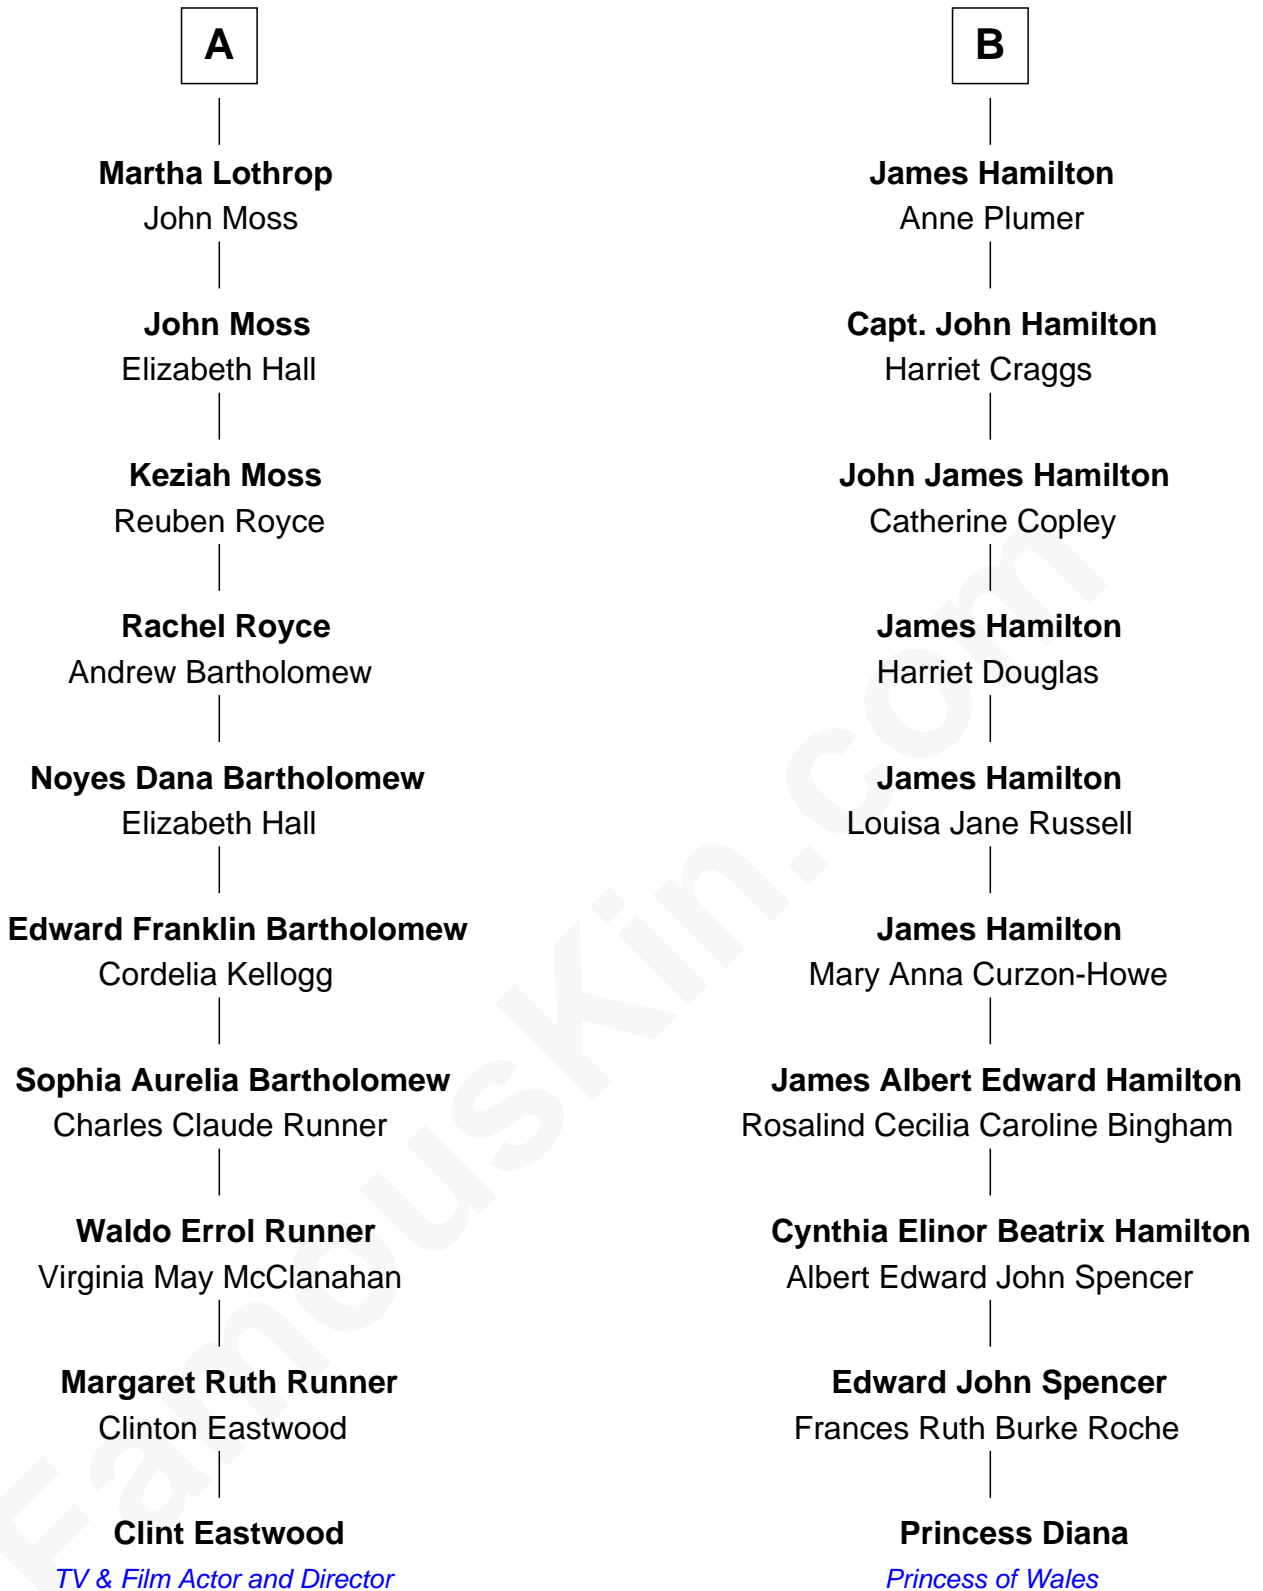 A
Martha Lothrop
John Moss
John Moss
Elizabeth Hall
Keziah Moss
Reuben Royce
Rachel Royce
Andrew Bartholomew
Noyes Dana Bartholomew
Elizabeth Hall
Edward Franklin Bartholomew
Cordelia Kellogg
Sophia Aurelia Bartholomew
Charles Claude Runner
Waldo Errol Runner
Virginia May McClanahan
Margaret Ruth Runner
Clinton Eastwood
Clint Eastwood
TV & Film Actor and Director
B
James Hamilton
Anne Plumer
Capt. John Hamilton
Harriet Craggs
John James Hamilton
Catherine Copley
James Hamilton
Harriet Douglas
James Hamilton
Louisa Jane Russell
James Hamilton
Mary Anna Curzon-Howe
James Albert Edward Hamilton
Rosalind Cecilia Caroline Bingham
Cynthia Elinor Beatrix Hamilton
Albert Edward John Spencer
Edward John Spencer
Frances Ruth Burke Roche
Princess Diana
Princess of Wales
FamousKin.com